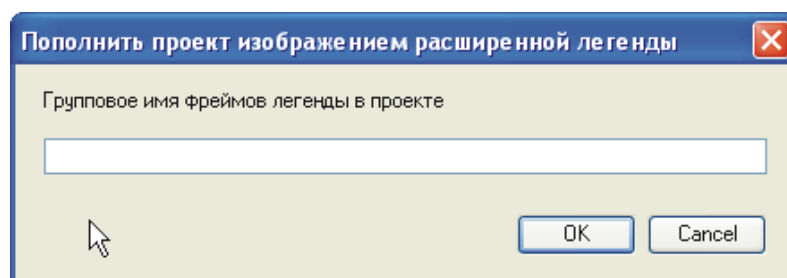 Пополнить проект изображением расширенной легенды
Групповое имя фреймов легенды в проекте
OK Cancel